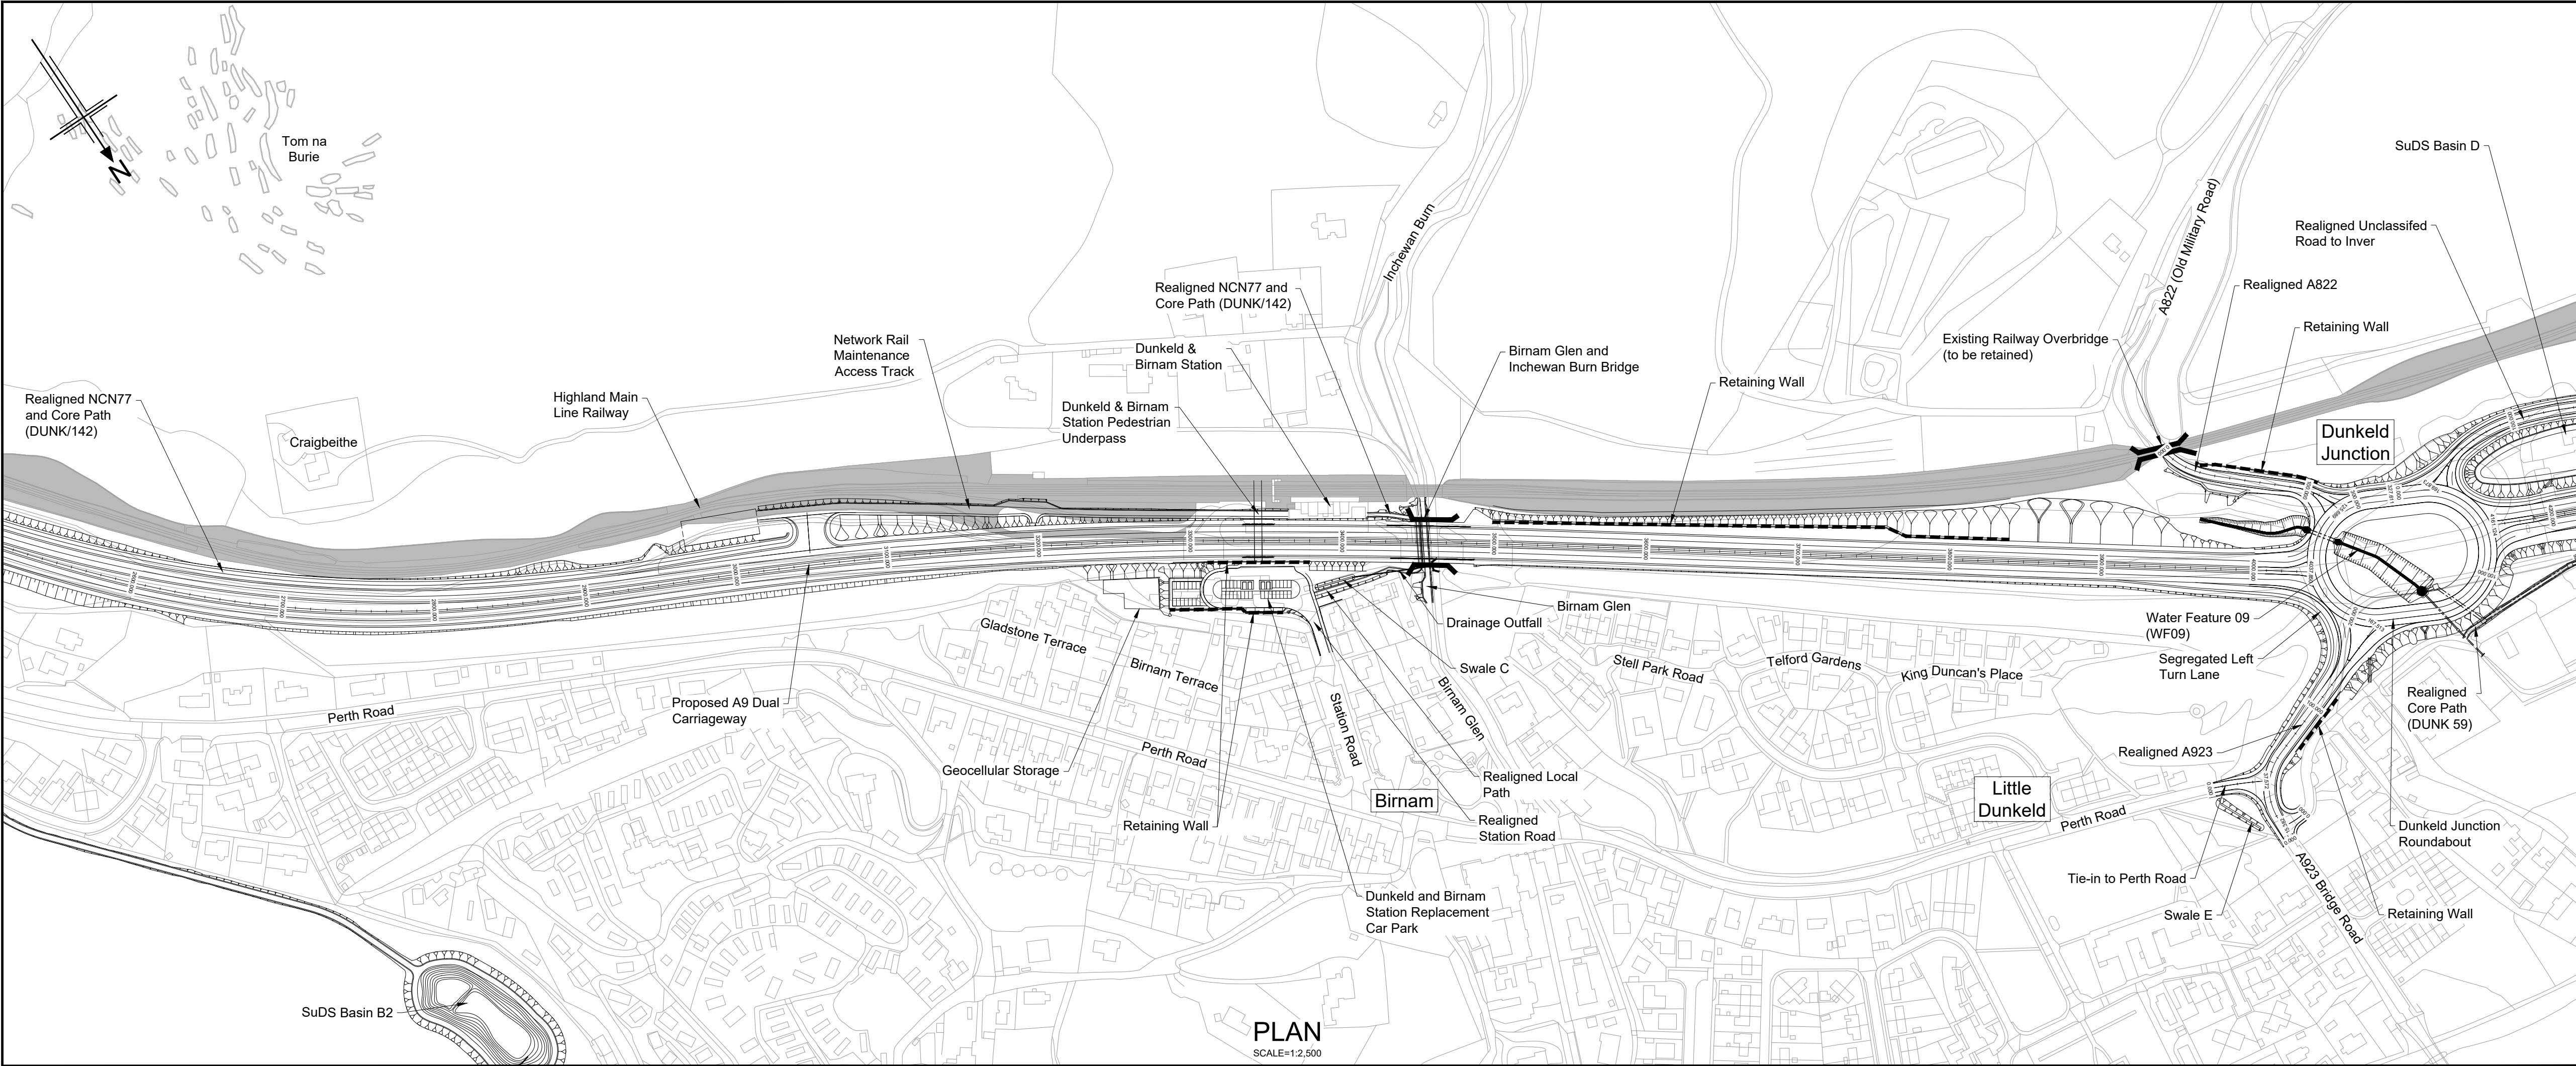 N
Tom na
Burie
SuDS Basin D
A822 (Old Military Road)
Inchewan Burn
Realigned Unclassifed
Road to Inver
Realigned A822
Realigned NCN77 and
Core Path (DUNK/142)
Retaining Wall
Existing Railway Overbridge
(to be retained)
Network Rail
Maintenance
Access Track
Dunkeld &
Birnam Station
Birnam Glen and
Inchewan Burn Bridge
Retaining Wall
Highland Main
Line Railway
Dunkeld & Birnam
Station Pedestrian
Underpass
Realigned NCN77
and Core Path
(DUNK/142)
Craigbeithe
Dunkeld
Junction
Birnam Glen
Drainage Outfall
Water Feature 09
(WF09)
Gladstone Terrace
Birnam Terrace
Swale C
Stell Park Road
Telford Gardens
King Duncan's Place
Segregated Left
Turn Lane
Birnam Glen
Station Road
Realigned
Core Path
(DUNK 59)
Proposed A9 Dual
Carriageway
Perth Road
Perth Road
Realigned A923
Geocellular Storage
Realigned Local
Path
Birnam
Little
Dunkeld
Retaining Wall
Realigned
Station Road
Perth Road
Dunkeld Junction
Roundabout
Tie-in to Perth Road
A923 Bridge Road
Dunkeld and Birnam
Station Replacement
Car Park
Swale E
Retaining Wall
SuDS Basin B2
PLAN
SCALE=1:2,500